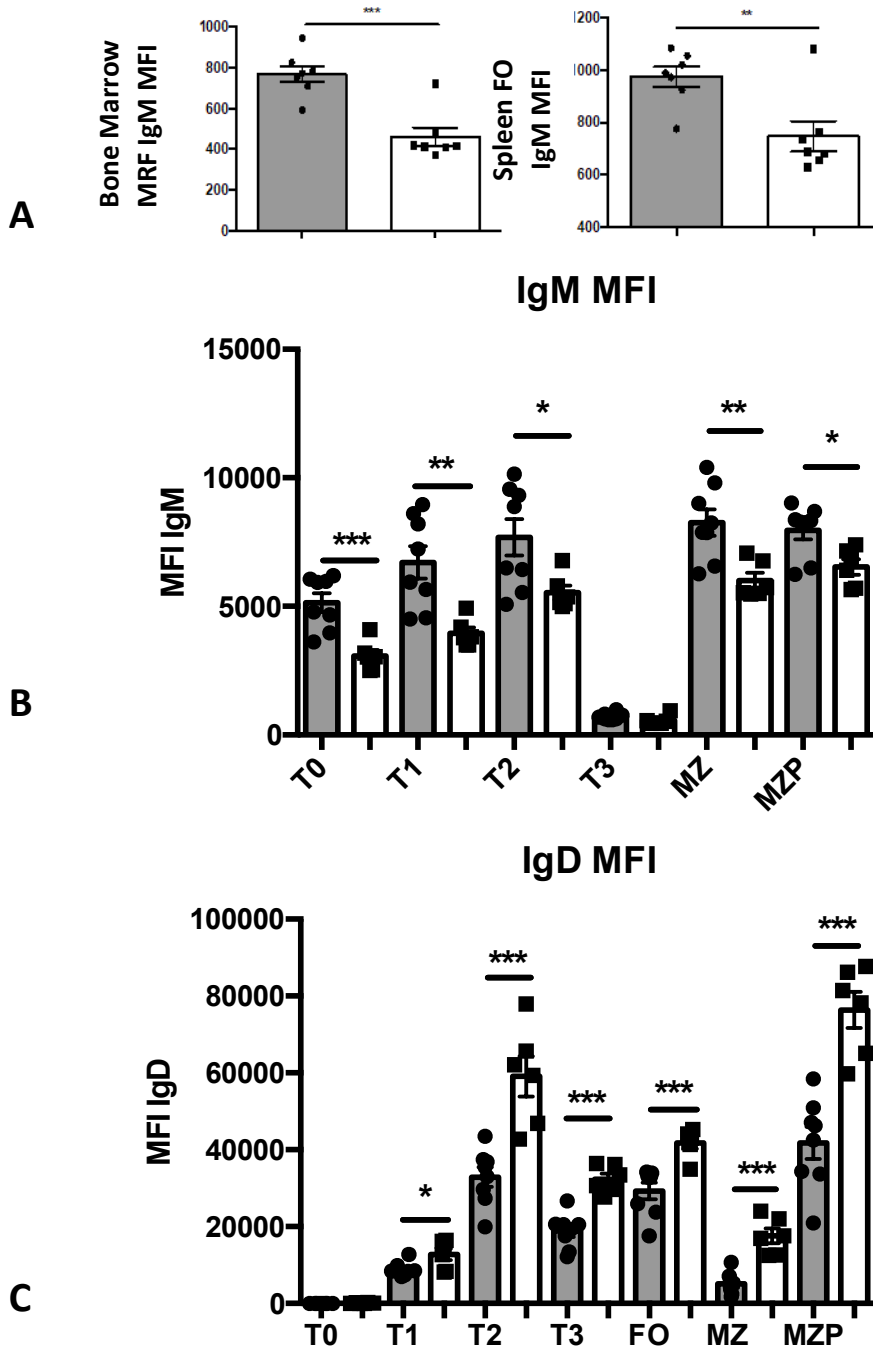 ***
**
Bone Marrow
MRF IgM MFI
1000
800
600
400
200
0
Spleen FO
IgM MFI
1200
1000
800
600
400
A
IgM MFI
MFI IgM
15000
10000
5000
0
***
**
*
**
*
T0
T1
T2
T3
MZ
MZP
B
IgD MFI
MFI IgD
100000
80000
60000
40000
20000
0
*
***
***
***
***
***
T0
T1
T2
T3
FO
MZ
MZP
C